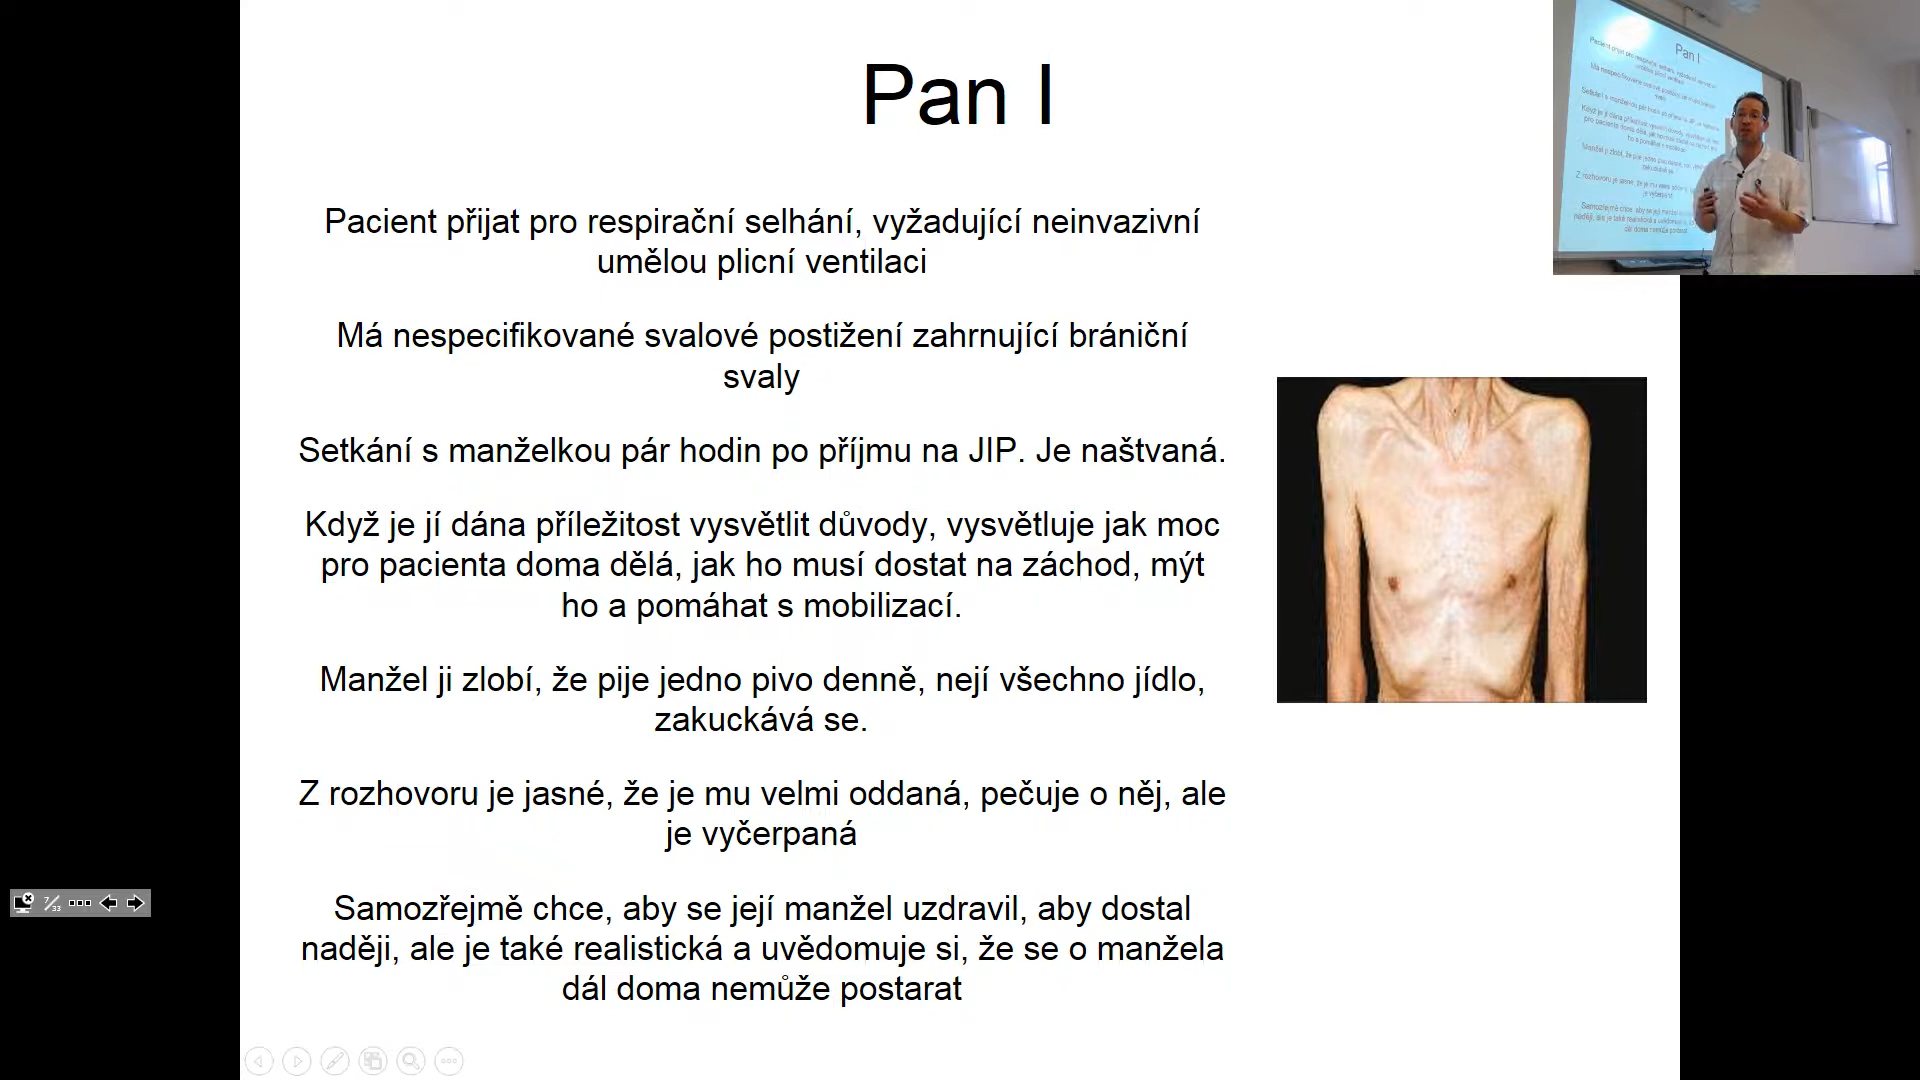 Pan I
Pacient přijat pro respirační selhání, vyžadující neinvazivní
umělou plicní ventilaci
Má nespecifikované svalové postižení zahrnující brániční
svaly
Setkání s manželkou pár hodin po příjmu na JIP. Je naštvaná.
Když je jí dána příležitost vysvětlit důvody, vysvětluje jak moc
pro pacienta doma dělá, jak ho musí dostat na záchod, mýt
ho a pomáhat s mobilizací.
Manžel ji zlobí, že pije jedno pivo denně, nejí všechno jídlo,
zakuckává se.
Z rozhovoru je jasné, že je mu velmi oddaná, pečuje o něj, ale
je vyčerpaná
Samozřejmě chce, aby se její manžel uzdravil, aby dostal
naději, ale je také realistická a uvědomuje si, že se o manžela
dál doma nemůže postarat
7/33
Pan I